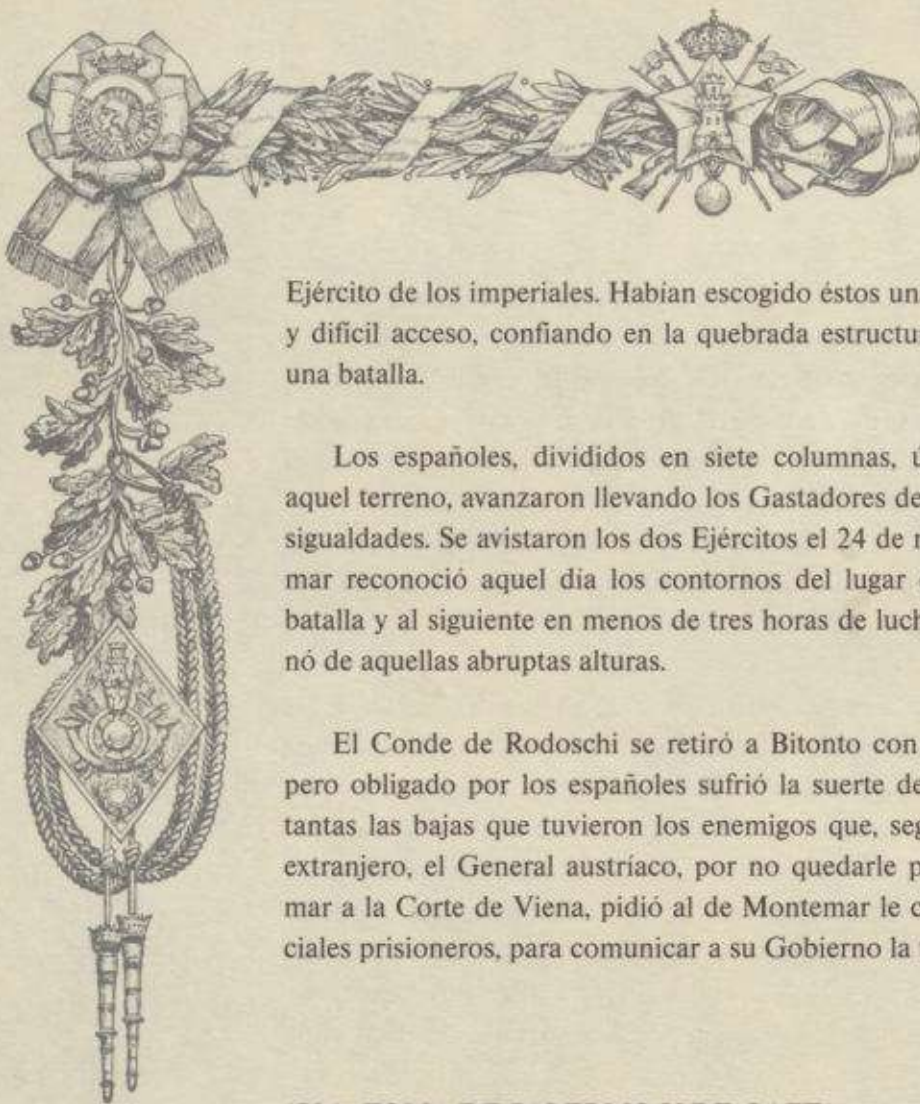 Ejército de los imperiales. Habían escogido éstos un
y difícil acceso, confiando en la quebrada estructu
una batalla.
Los españoles, divididos en siete columnas, ú
aquel terreno, avanzaron llevando los Gastadores de
sigualdades. Se avistaron los dos Ejércitos el 24 de
mar reconoció aquel día los contornos del lugar
batalla y al siguiente en menos de tres horas de luch
nó de aquellas abruptas alturas.
El Conde de Rodoschi se retiró a Bitonto con
pero obligado por los españoles sufrió la suerte de
tantas las bajas que tuvieron los enemigos que, seg
extranjero, el General austríaco, por no quedarle p
mar a la Corte de Viena, pidió al de Montemar le c
ciales prisioneros, para comunicar a su Gobierno la